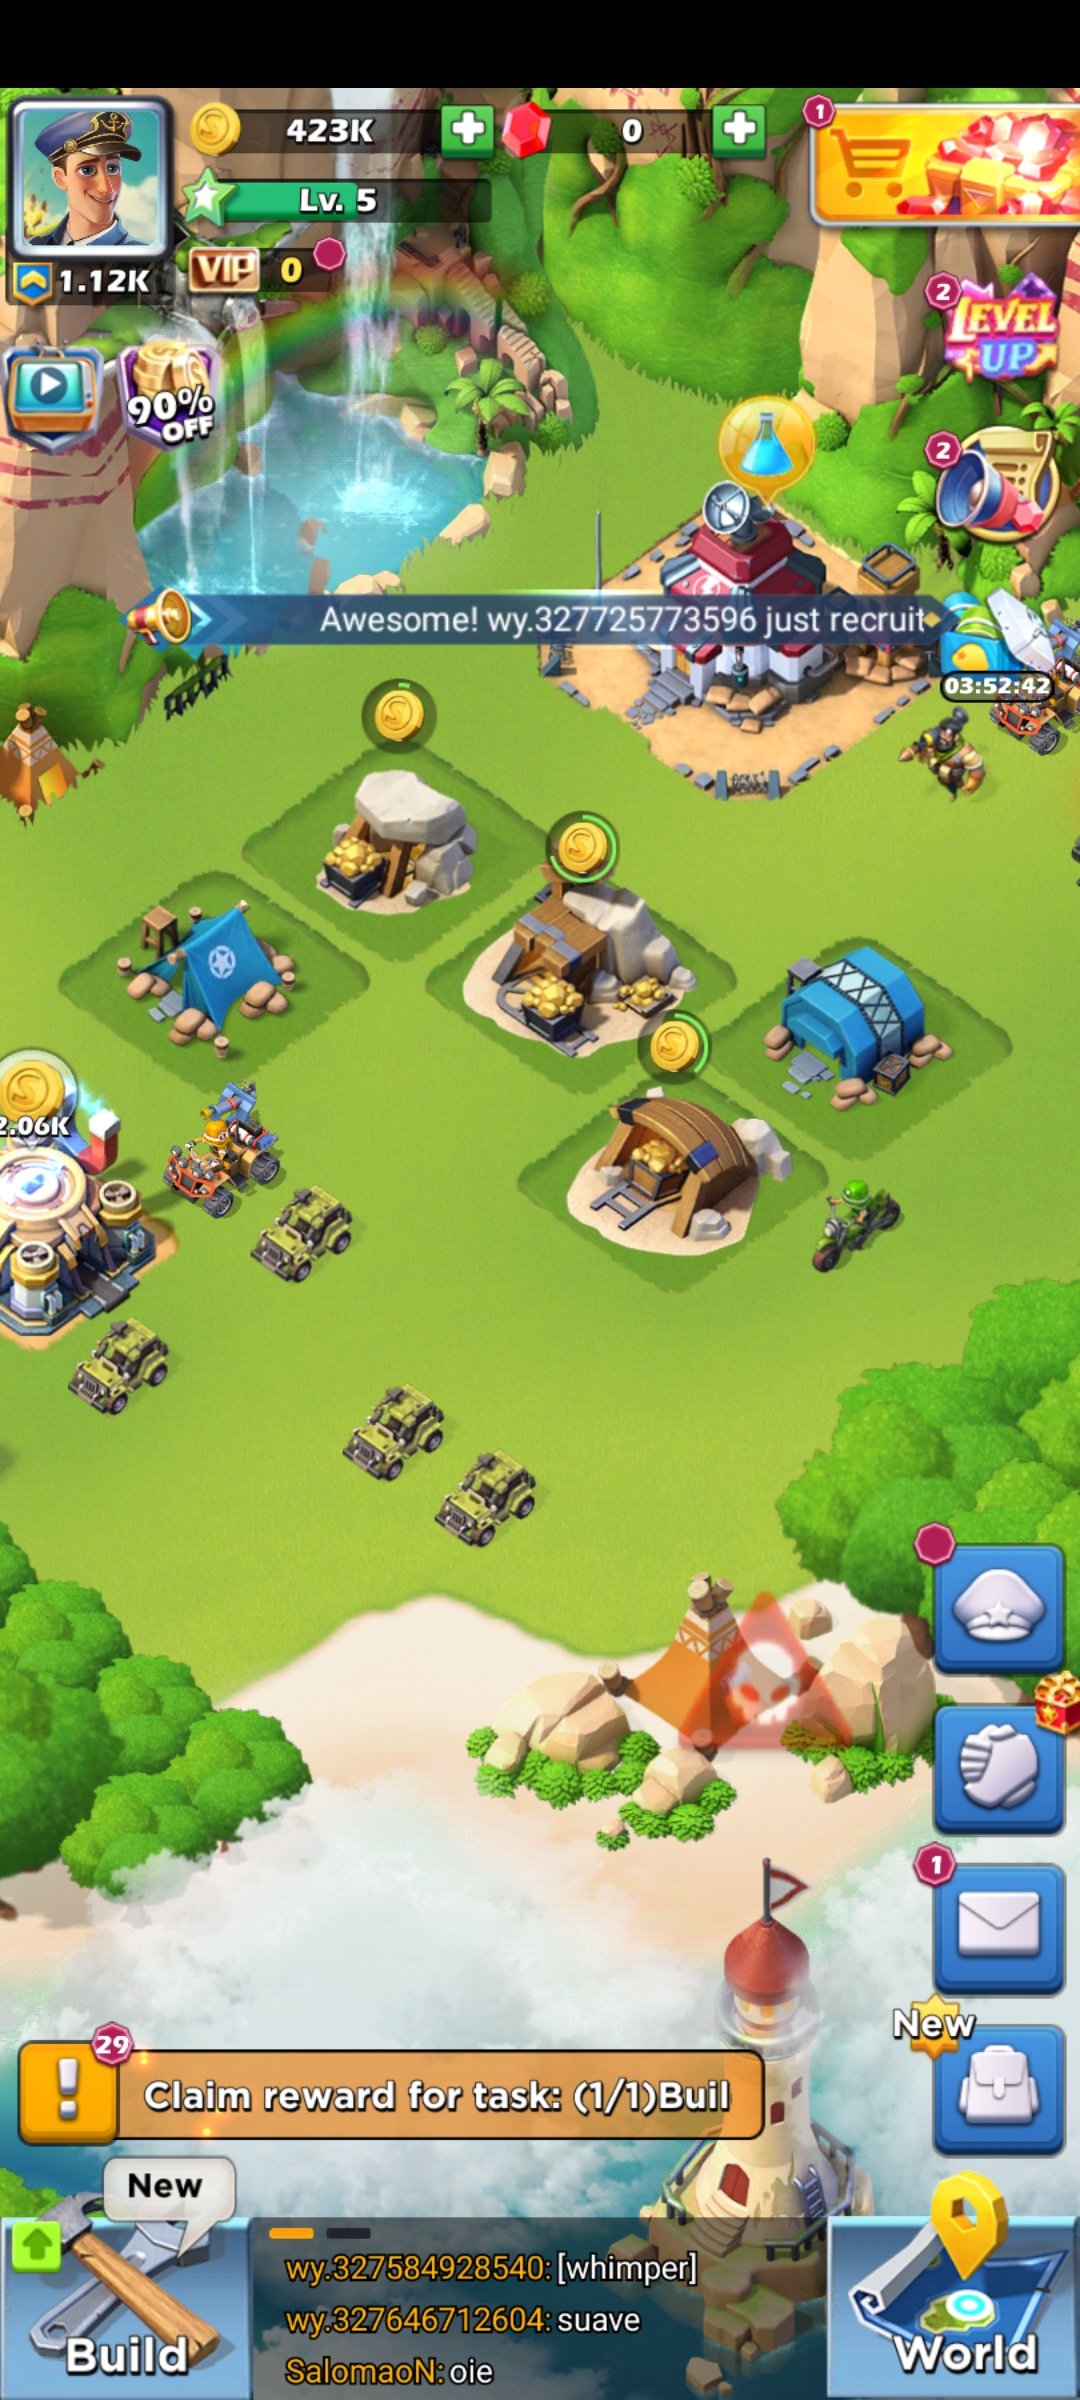 423K
0
1
Lv. 5
1.12K
VIP 0
2
LEVEL UP
90% OFF
2
Awesome! wy.327725773596 just recruit
03:52:42
2.06K
1
New
29
Claim reward for task: (1/1)Buil
New
wy.327584928540: [whimper]
wy.327646712604: suave
SalomaoN: oie
Build
World